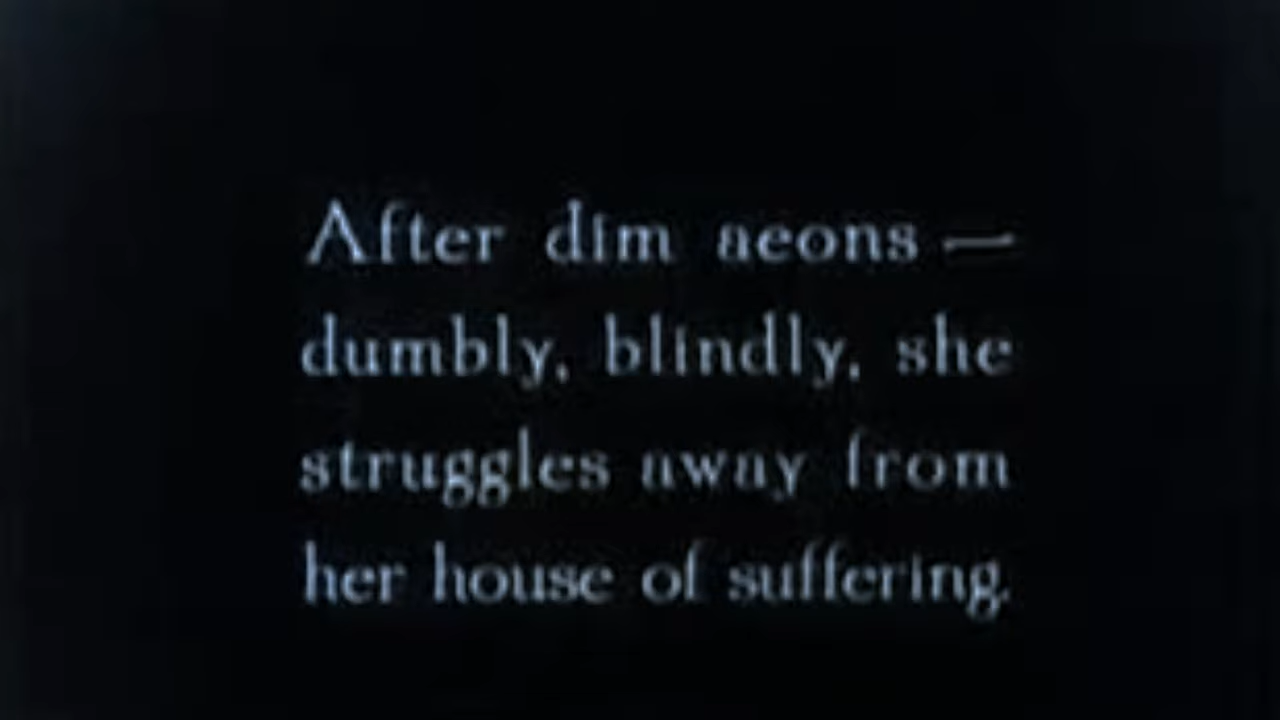 After dim aeons —
dumbly, blindly, she
struggles away from
her house of suffering.